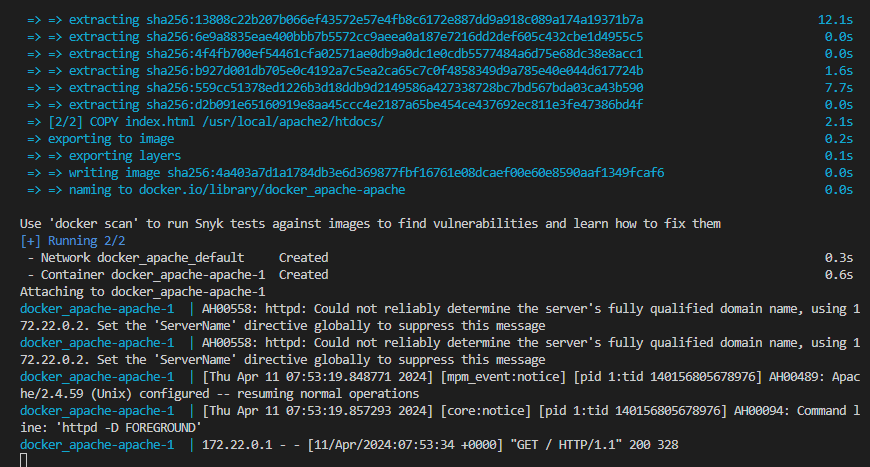 => => extracting sha256:13808c22b207b066ef43572e57e4fb8c6172e887dd9a918c089a174a19371b7a 12.1s
=> => extracting sha256:6e9a8835eae400bbb7b5572cc9aeea0a187e7216dd2def605c432cbe1d4955c5 0.0s
=> => extracting sha256:4f4fb700ef54461cfa02571ae0db9a0dc1e0cdb5577484a6d75e68dc38e8acc1 0.0s
=> => extracting sha256:b927d001db705e0c4192a7c5ea2ca65c7c0f4858349d9a785e40e044d617724b 1.6s
=> => extracting sha256:559cc51378ed1226b3d18ddb9d2149586a427338728bc7bd567bda03ca43b590 7.7s
=> => extracting sha256:d2b091e65160919e8aa45ccc4e2187a65be454ce437692ec811e3fe47386bd4f 0.0s
=> [2/2] COPY index.html /usr/local/apache2/htdocs/ 2.1s
=> exporting to image 0.2s
=> => exporting layers 0.1s
=> => writing image sha256:4a403a7d1a1784db3e6d369877fbf16761e08dcaef00e60e8590aaf1349fcaf6 0.0s
=> => naming to docker.io/library/docker_apache-apache 0.0s
Use 'docker scan' to run Snyk tests against images to find vulnerabilities and learn how to fix them
[+] Running 2/2
- Network docker_apache_default Created 0.3s
- Container docker_apache-apache-1 Created 0.6s
Attaching to docker_apache-apache-1
docker_apache-apache-1 | AH00558: httpd: Could not reliably determine the server's fully qualified domain name, using 1
72.22.0.2. Set the 'ServerName' directive globally to suppress this message
docker_apache-apache-1 | AH00558: httpd: Could not reliably determine the server's fully qualified domain name, using 1
72.22.0.2. Set the 'ServerName' directive globally to suppress this message
docker_apache-apache-1 | [Thu Apr 11 07:53:19.848771 2024] [mpm_event:notice] [pid 1:tid 140156805678976] AH00489: Apac
he/2.4.59 (Unix) configured -- resuming normal operations
docker_apache-apache-1 | [Thu Apr 11 07:53:19.857293 2024] [core:notice] [pid 1:tid 140156805678976] AH00094: Command l
ine: 'httpd -D FOREGROUND'
docker_apache-apache-1 | 172.22.0.1 - - [11/Apr/2024:07:53:34 +0000] "GET / HTTP/1.1" 200 328